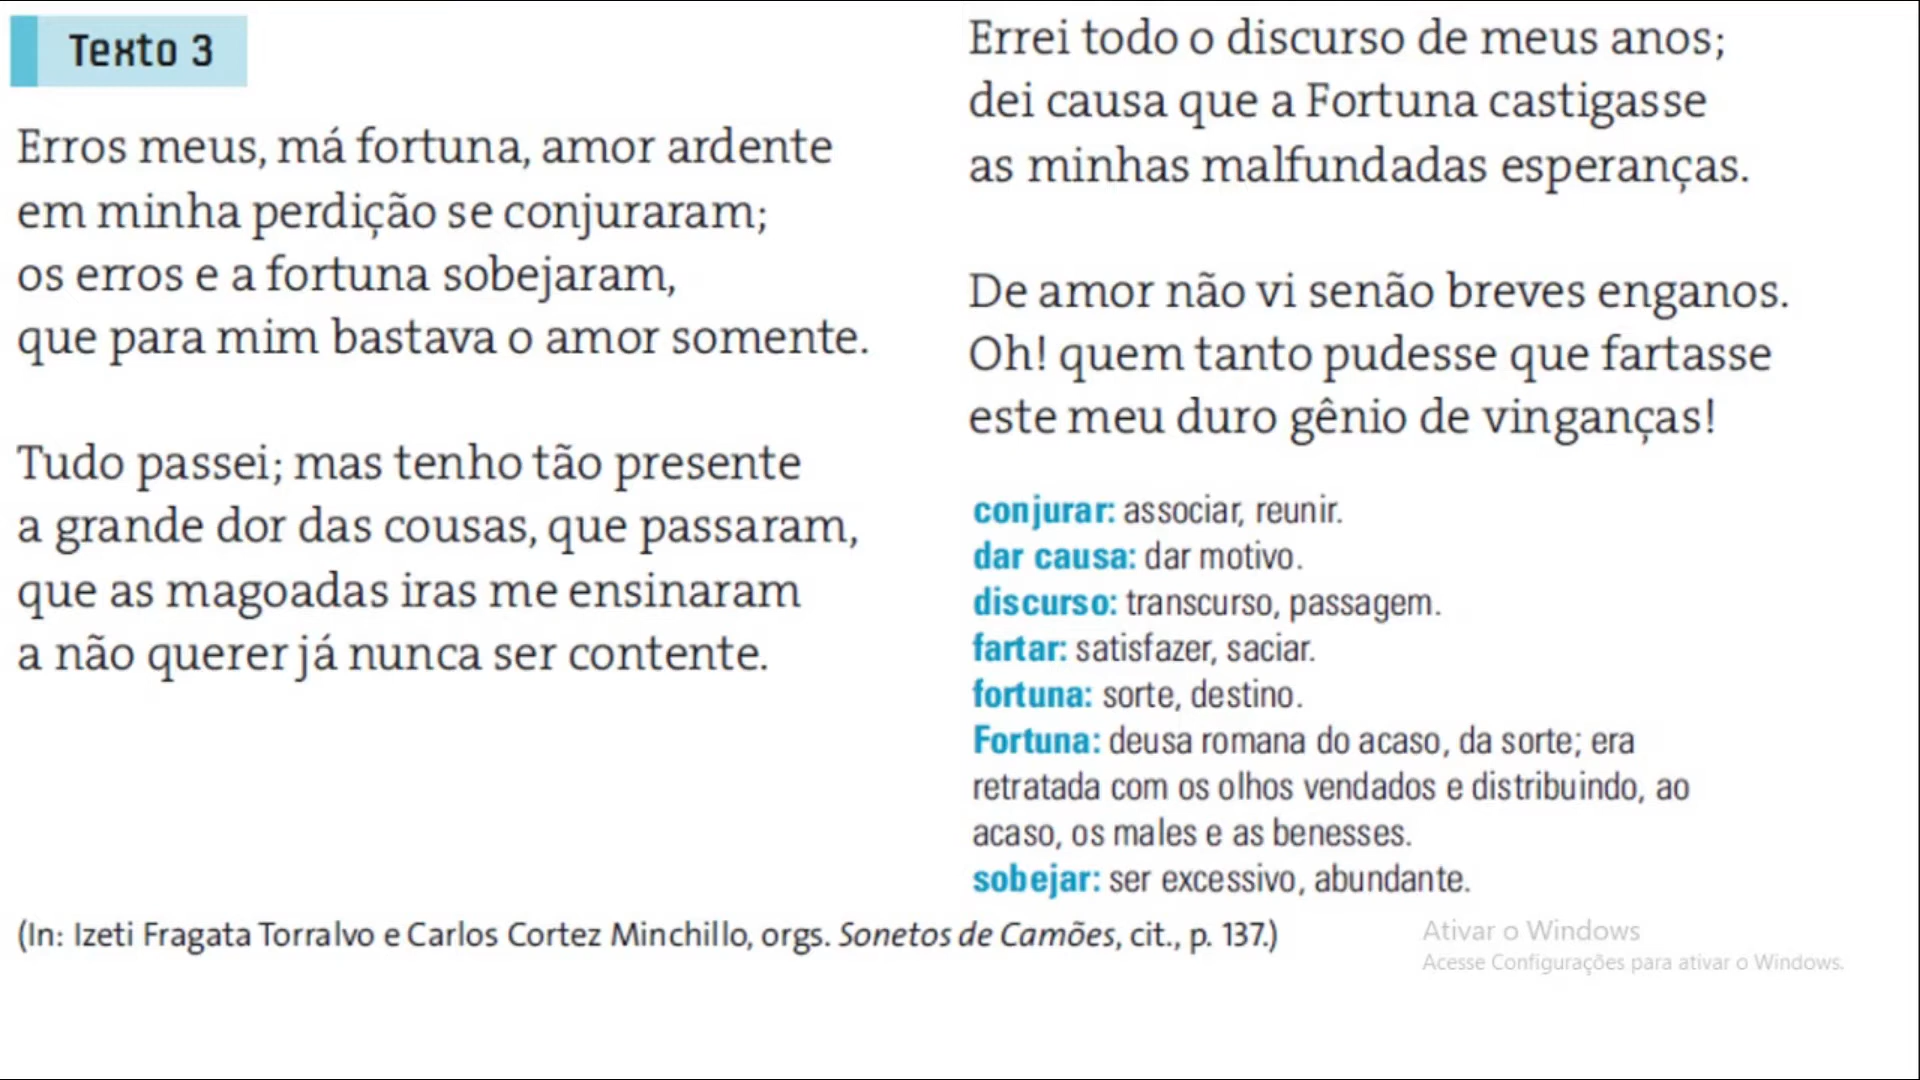 Texto 3
Erros meus, má fortuna, amor ardente
em minha perdição se conjuraram;
os erros e a fortuna sobejaram,
que para mim bastava o amor somente.
Tudo passei; mas tenho tão presente
a grande dor das cousas, que passaram,
que as magoadas iras me ensinaram
a não querer já nunca ser contente.
Errei todo o discurso de meus anos;
dei causa que a Fortuna castigasse
as minhas malfundadas esperanças.
De amor não vi senão breves enganos.
Oh! quem tanto pudesse que fartasse
este meu duro gênio de vinganças!
conjurar: associar, reunir.
dar causa: dar motivo.
discurso: transcurso, passagem.
fartar: satisfazer, saciar.
fortuna: sorte, destino.
Fortuna: deusa romana do acaso, da sorte; era
retratada com os olhos vendados e distribuindo, ao
acaso, os males e as benesses.
sobejar: ser excessivo, abundante.
(In: Izeti Fragata Torralvo e Carlos Cortez Minchillo, orgs. Sonetos de Camões, cit., p. 137.)
Ativar o Windows
Acesse Configurações para ativar o Windows.